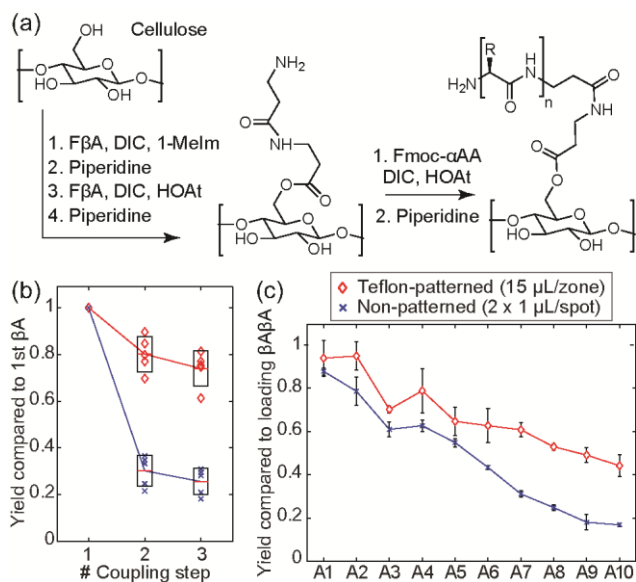 (a)
OH
Cellulose
O
O
HO
OH
O
1. FβA, DIC, 1-MeIm
2. Piperidine
3. FβA, DIC, HOAt
4. Piperidine
NH2
O
HN
O
O
O
O
HO
OH
O
1. Fmoc-αAA
DIC, HOAt
2. Piperidine
R
H2N
H
N
n
O
O
NH
O
O
O
O
HO
OH
O
(b)
Yield compared to 1st βA
1
0.8
0.6
0.4
0.2
0
1 2 3
# Coupling step
(c)
Teflon-patterned (15 µL/zone)
Non-patterned (2 x 1 µL/spot)
Yield compared to loading βAβA
1
0.8
0.6
0.4
0.2
0
A1 A2 A3 A4 A5 A6 A7 A8 A9 A10